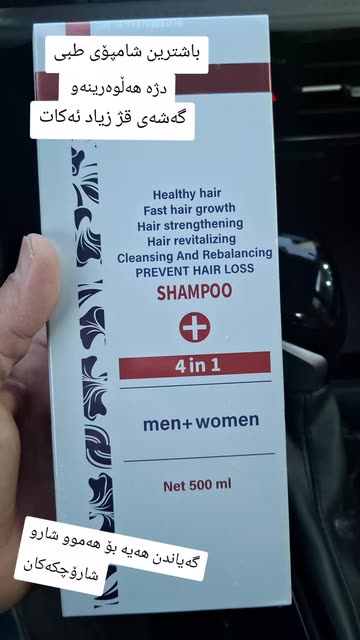 باشترین شامپۆی طبی
دژە هەڵوەرینەو
گەشەی قژ زیاد ئەکات
Healthy hair
Fast hair growth
Hair strengthening
Hair revitalizing
Cleansing And Rebalancing
PREVENT HAIR LOSS
SHAMPOO
4 in 1
men+ women
Net 500 ml
گەیاندن هەیە بۆ هەموو شارو
شارۆچکەکان